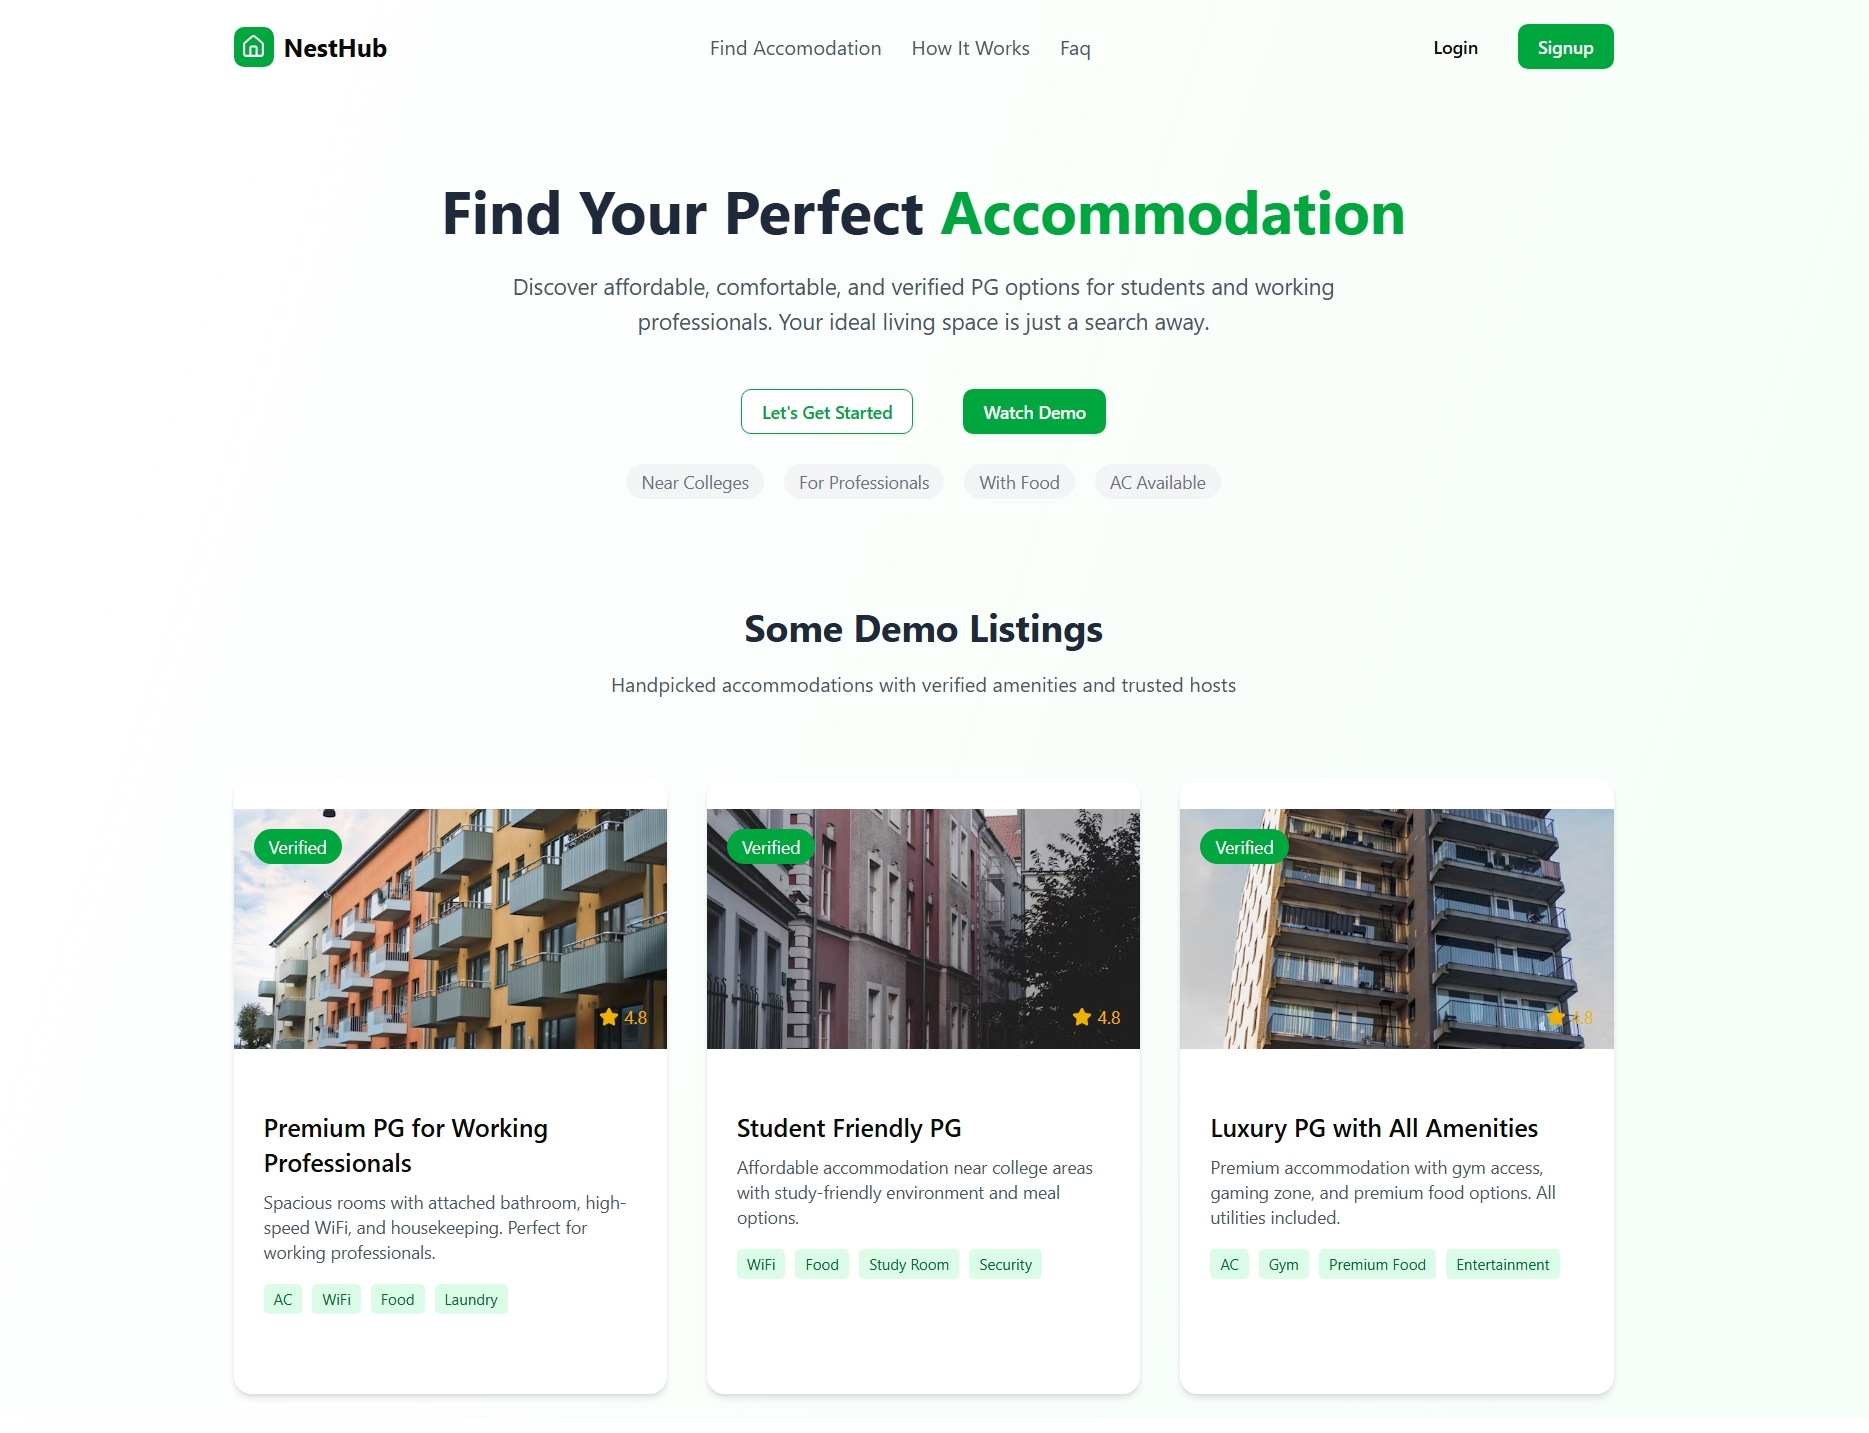 NestHub
Find Accomodation
How It Works
Faq
Login
Signup
Find Your Perfect Accommodation
Discover affordable, comfortable, and verified PG options for students and working
professionals. Your ideal living space is just a search away.
Let's Get Started
Watch Demo
Near Colleges
For Professionals
With Food
AC Available
Some Demo Listings
Handpicked accommodations with verified amenities and trusted hosts
Verified
4.8
Premium PG for Working
Professionals
Spacious rooms with attached bathroom, high-
speed WiFi, and housekeeping. Perfect for
working professionals.
AC
WiFi
Food
Laundry
Verified
4.8
Student Friendly PG
Affordable accommodation near college areas
with study-friendly environment and meal
options.
WiFi
Food
Study Room
Security
Verified
4.8
Luxury PG with All Amenities
Premium accommodation with gym access,
gaming zone, and premium food options. All
utilities included.
AC
Gym
Premium Food
Entertainment